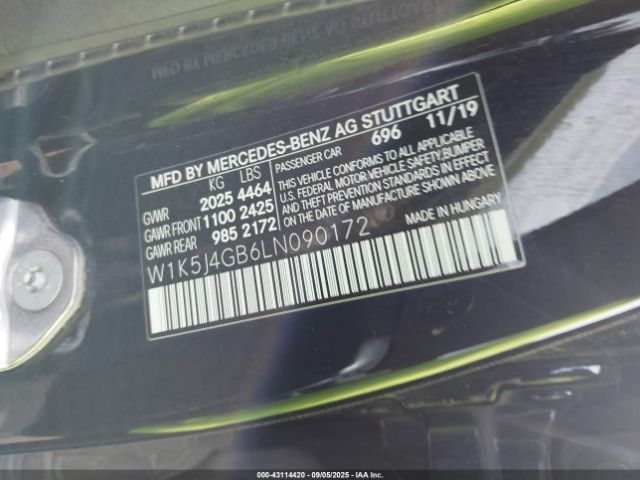 MFD BY MERCEDES-BENZ AG STUTTGART
PASSENGER CAR 696 11/19
KG LBS
GVWR 2025 4464
GAWR FRONT 1100 2425
GAWR REAR 985 2172
THIS VEHICLE CONFORMS TO ALL APPLICABLE
U.S. FEDERAL MOTOR VEHICLE SAFETY,BUMPER
AND THEFT PREVENTION STANDARDS IN EFFECT
ON THE DATE OF MANUFACTURE SHOWN ABOVE.
W1K5J4GB6LN090172
MADE IN HUNGARY
000-43114420 - 09/05/2025 - IAA Inc.